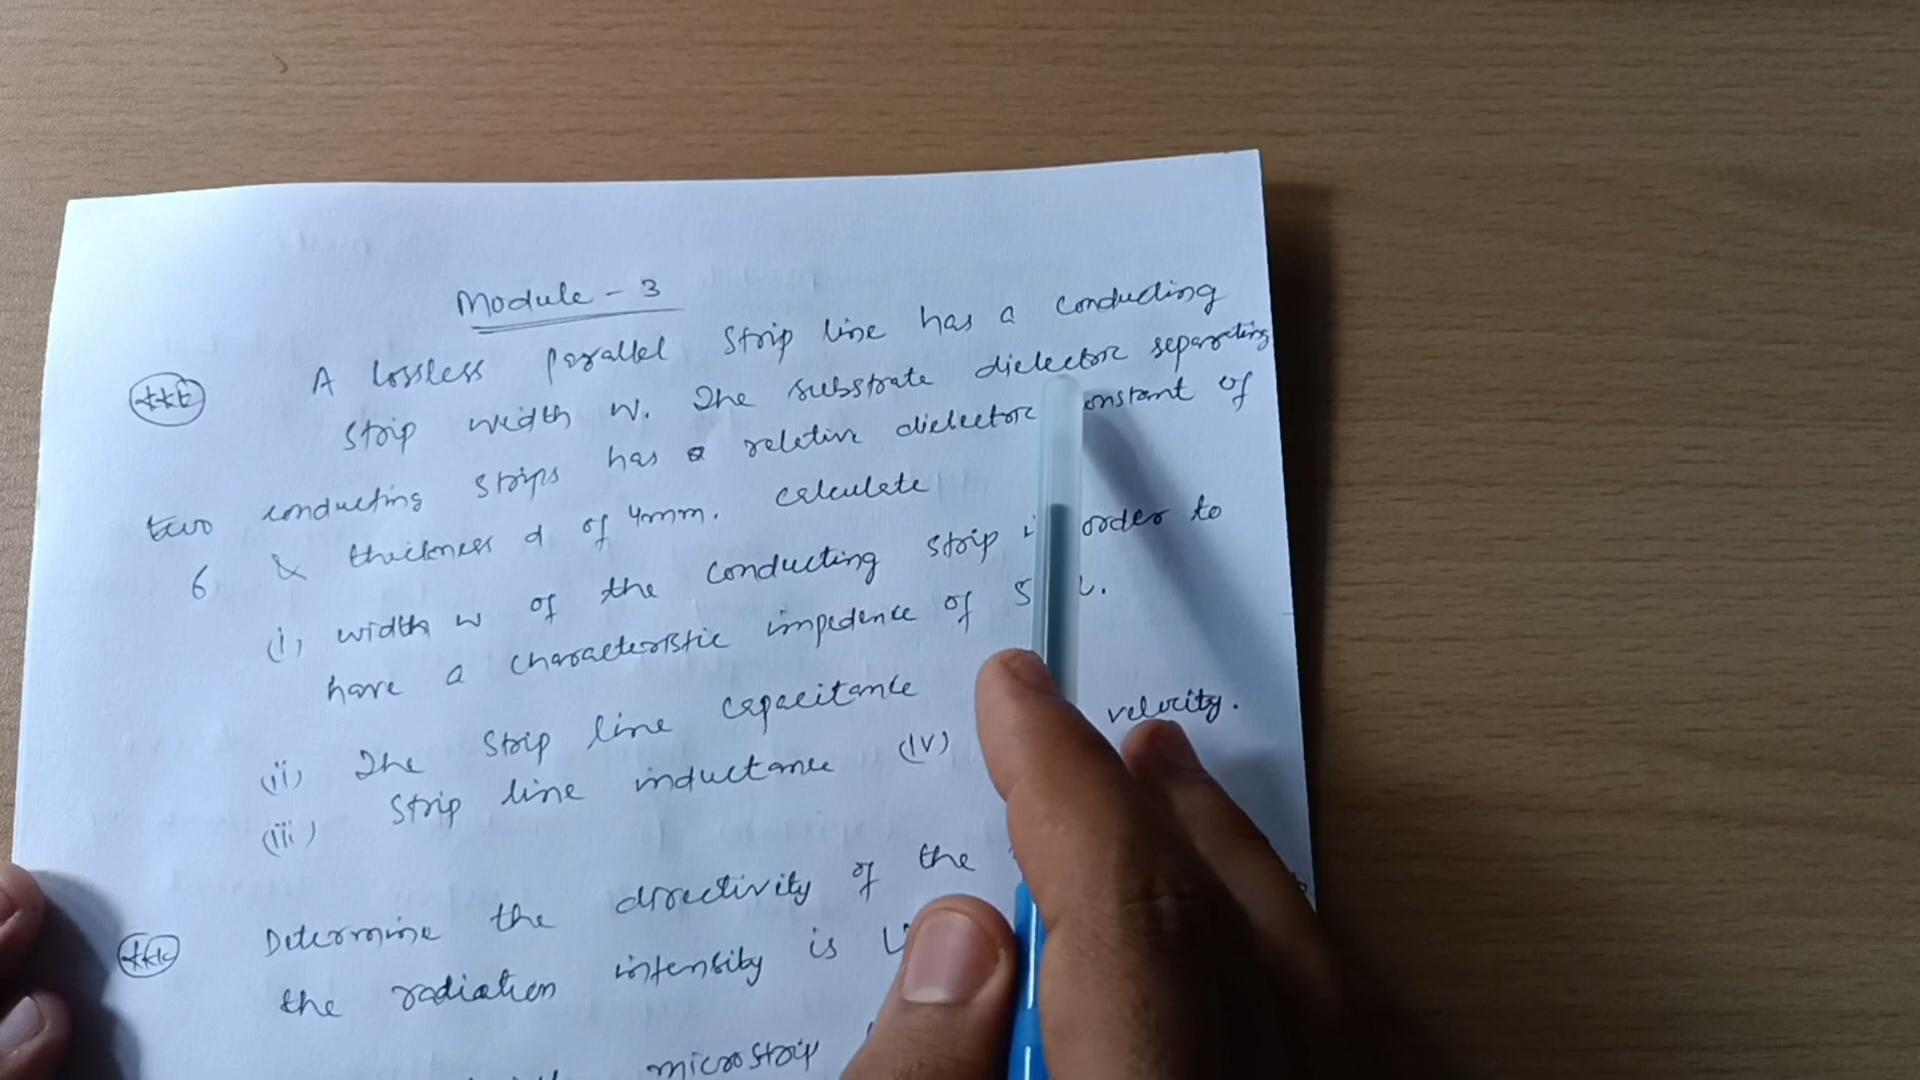 Module - 3
A lossless parallel strip line has a conducting
strip width W. The substrate dielectric separating
two conducting strips has a reletive dielectric constant of
6 & thickness d of 4mm. calculate
(i) width w of the conducting strip order to
have a characteristic impedence of
(ii) The strip line capacitance
(iii) strip line inductance (iv) velocity.
Determine the directivity of the
the radiation intensity is
microstrip